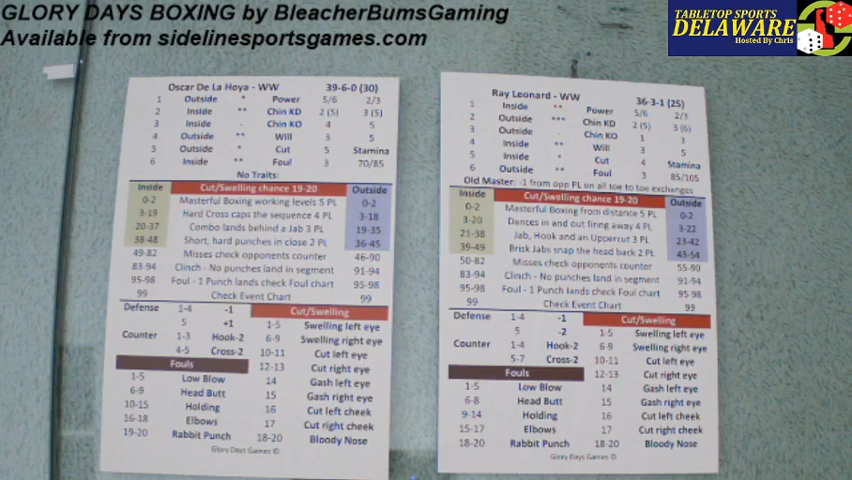 GLORY DAYS BOXING by BleacherBumsGaming
Available from sidelinesportsgames.com
TABLETOP SPORTS
DELAWARE
Hosted By Chris
Oscar De La Hoya - WW 39-6-0 (30)
1 Outside * Power 5/6 2/3
2 Inside ** Chin KD 2 (5) 3 (5)
3 Inside - Chin KO 4 5
4 Outside ** Will 3 5
5 Outside * Cut 5 Stamina
6 Inside ** Foul 3 70/85
No Traits:
Inside Cut/Swelling chance 19-20 Outside
0-2 Masterful Boxing working levels 5 PL 0-2
3-19 Hard Cross caps the sequence 4 PL 3-18
20-37 Combo lands behind a Jab 3 PL 19-35
38-48 Short, hard punches in close 2 PL 36-45
49-82 Misses check opponents counter 46-90
83-94 Clinch - No punches land in segment 91-94
95-98 Foul - 1 Punch lands check Foul chart 95-98
99 Check Event Chart 99
Defense 1-4 -1 Cut/Swelling
5 +1 1-5 Swelling left eye
Counter 1-3 Hook-2 6-9 Swelling right eye
4-5 Cross-2 10-11 Cut left eye
Fouls 12-13 Cut right eye
1-5 Low Blow 14 Gash left eye
6-9 Head Butt 15 Gash right eye
10-15 Holding 16 Cut left cheek
16-18 Elbows 17 Cut right cheek
19-20 Rabbit Punch 18-20 Bloody Nose
Glory Days Games ©
Ray Leonard - WW 36-3-1 (25)
1 Inside ** Power 5/6 2/3
2 Outside *** Chin KD 2 (5) 3 (6)
3 Outside - Chin KO 1 3
4 Inside ** Will 3 5
5 Inside * Cut 4 Stamina
6 Outside ** Foul 3 85/105
Old Master: -1 from opp PL on all toe to toe exchanges
Inside Cut/Swelling chance 19-20 Outside
0-2 Masterful Boxing from distance 5 PL 0-2
3-20 Dances in and out firing away 4 PL 3-22
21-38 Jab, Hook and an Uppercut 3 PL 23-42
39-49 Brisk Jabs snap the head back 2 PL 43-54
50-82 Misses check opponents counter 55-90
83-94 Clinch - No punches land in segment 91-94
95-98 Foul - 1 Punch lands check Foul chart 95-98
99 Check Event Chart 99
Defense 1-4 -1 Cut/Swelling
5 -2 1-5 Swelling left eye
Counter 1-4 Hook-2 6-9 Swelling right eye
5-7 Cross-2 10-11 Cut left eye
Fouls 12-13 Cut right eye
1-5 Low Blow 14 Gash left eye
6-8 Head Butt 15 Gash right eye
9-14 Holding 16 Cut left cheek
15-17 Elbows 17 Cut right cheek
18-20 Rabbit Punch 18-20 Bloody Nose
Glory Days Games ©